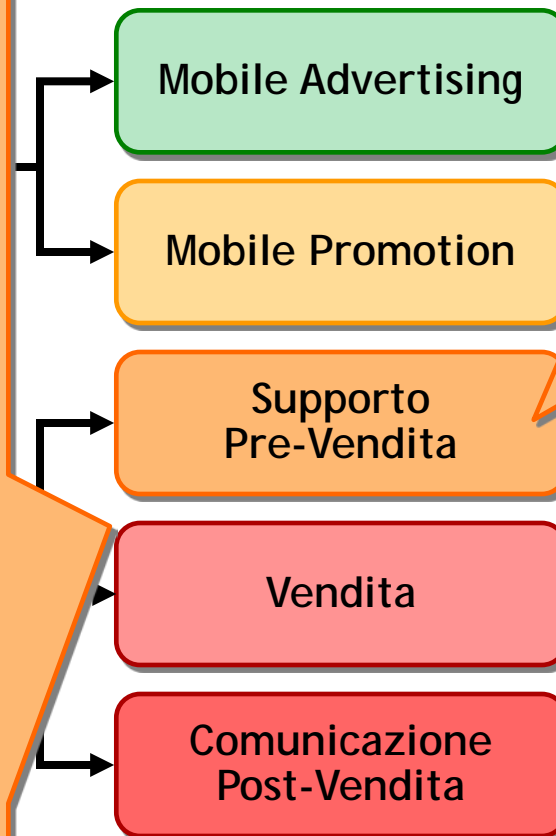 Mobile Advertising
Mobile Promotion
Supporto
Pre-Vendita
Vendita
Comunicazione
Post-Vendita